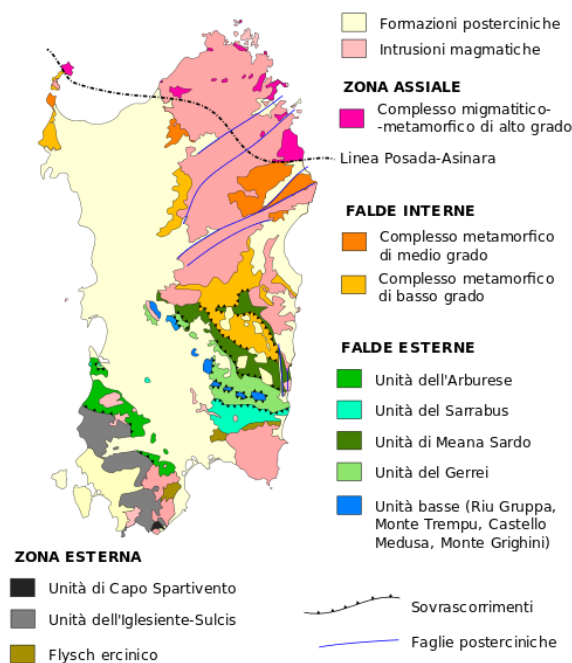 Formazioni posterciniche
Intrusioni magmatiche
ZONA ASSIALE
Complesso migmatitico-
-metamorfico di alto grado
Linea Posada-Asinara
FALDE INTERNE
Complesso metamorfico
di medio grado
Complesso metamorfico
di basso grado
FALDE ESTERNE
Unità dell'Arburese
Unità del Sarrabus
Unità di Meana Sardo
Unità del Gerrei
Unità basse (Riu Gruppa,
Monte Trempu, Castello
Medusa, Monte Grighini)
ZONA ESTERNA
Unità di Capo Spartivento
Unità dell'Iglesiente-Sulcis
Flysch ercinico
Sovrascorrimenti
Faglie posterciniche